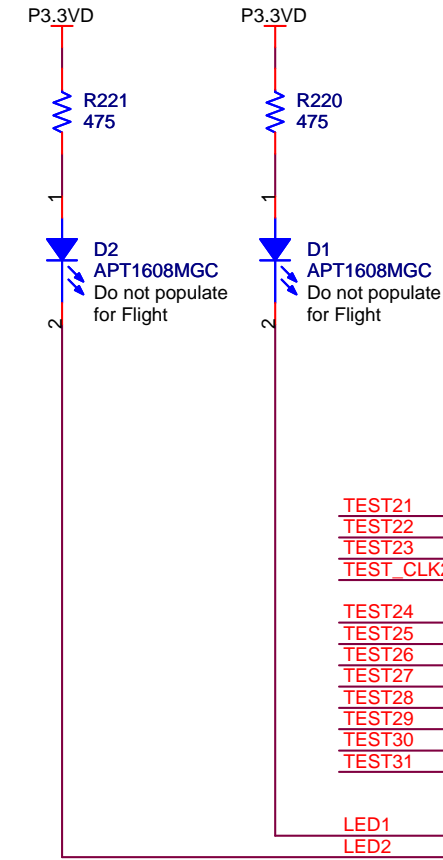 P3.3VD
P3.3VD
R221
475
R220
475
1
1
D2
APT1608MGC
Do not populate
for Flight
D1
APT1608MGC
Do not populate
for Flight
2
2
TEST21
TEST22
TEST23
TEST_CLK2
TEST24
TEST25
TEST26
TEST27
TEST28
TEST29
TEST30
TEST31
LED1
LED2